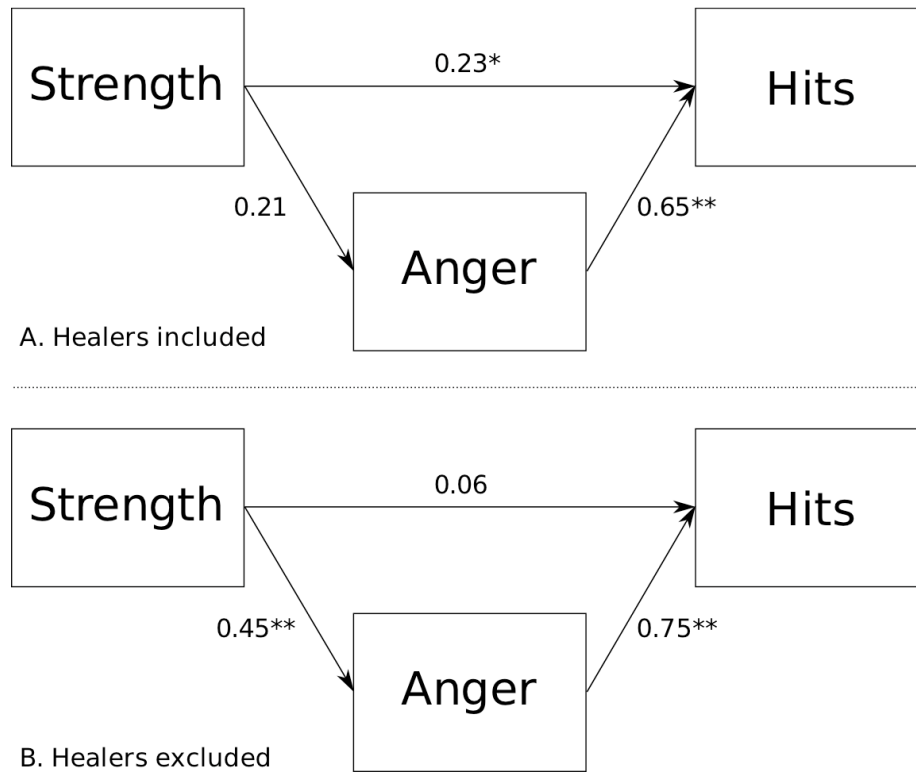 Strength
0.23*
Hits
0.21
0.65**
Anger
A. Healers included
Strength
0.06
Hits
0.45**
0.75**
Anger
B. Healers excluded